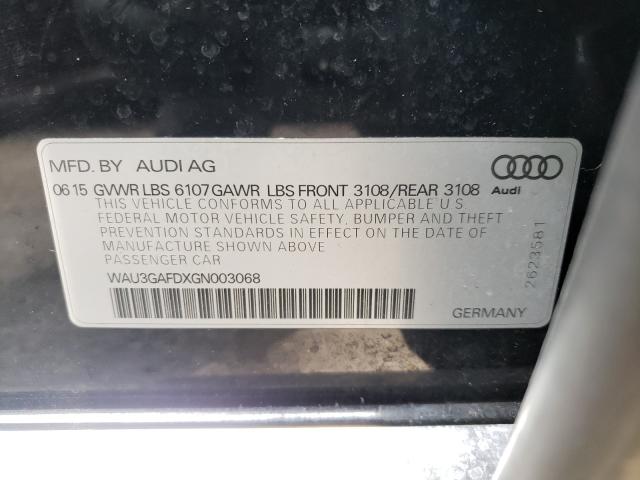 MFD. BY AUDI AG
06 15 GVWR LBS 6107 GAWR LBS FRONT 3108/REAR 3108
Audi
THIS VEHICLE CONFORMS TO ALL APPLICABLE U S
FEDERAL MOTOR VEHICLE SAFETY, BUMPER AND THEFT
PREVENTION STANDARDS IN EFFECT ON THE DATE OF
MANUFACTURE SHOWN ABOVE
PASSENGER CAR
2623581
WAU3GAFDXGN003068
GERMANY